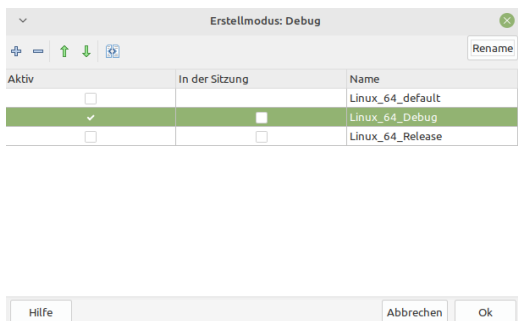 Erstellmodus: Debug
Rename
Aktiv In der Sitzung Name
Linux_64_default
Linux_64_Debug
Linux_64_Release
Hilfe Abbrechen Ok